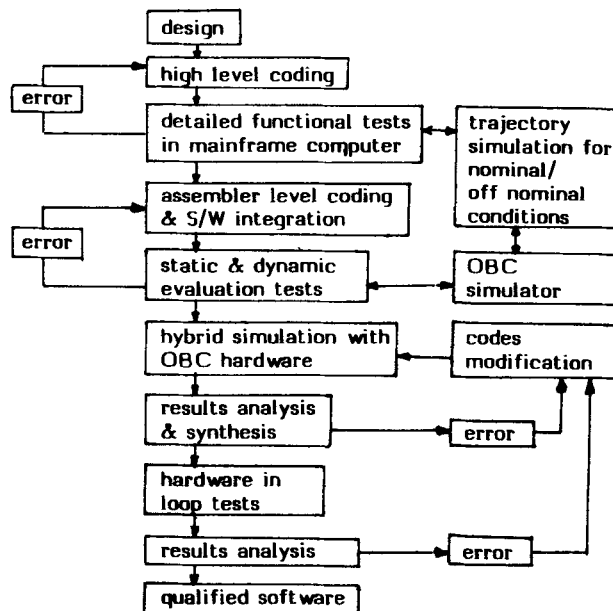 design
high level coding
error
detailed functional tests
in mainframe computer
trajectory
simulation for
nominal/
off nominal
conditions
assembler level coding
& S/W integration
error
static & dynamic
evaluation tests
OBC
simulator
hybrid simulation with
OBC hardware
codes
modification
results analysis
& synthesis
error
hardware in
loop tests
results analysis
error
qualified software